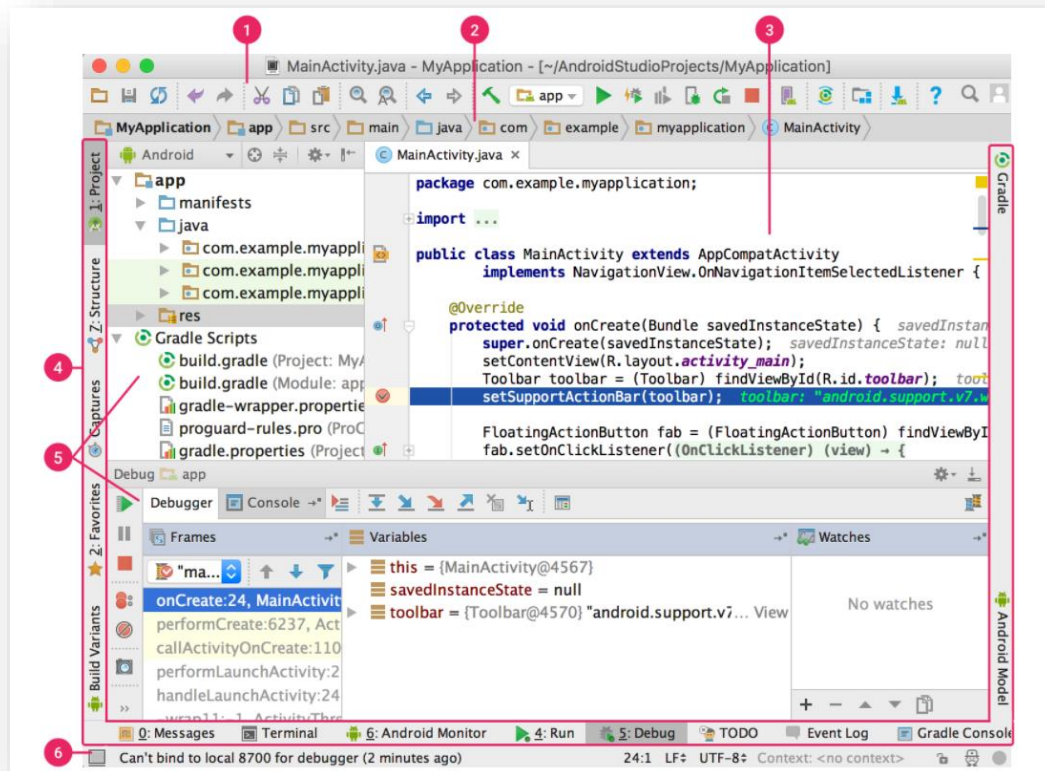 1
2
3
MainActivity.java - MyApplication - [~/AndroidStudioProjects/MyApplication]
app
MyApplication app src main java com example myapplication MainActivity
1: Project
Z: Structure
Captures
2: Favorites
Build Variants
4
5
Android
app
manifests
java
com.example.myappli
com.example.myappli
com.example.myappli
res
Gradle Scripts
build.gradle (Project: MyA
build.gradle (Module: app
gradle-wrapper.propertie
proguard-rules.pro (ProC
gradle.properties (Project
MainActivity.java
package com.example.myapplication;
import ...
public class MainActivity extends AppCompatActivity
implements NavigationView.OnNavigationItemSelectedListener {
@Override
protected void onCreate(Bundle savedInstanceState) { savedInstan
super.onCreate(savedInstanceState); savedInstanceState: null
setContentView(R.layout.activity_main);
Toolbar toolbar = (Toolbar) findViewById(R.id.toolbar); tool
setSupportActionBar(toolbar); toolbar: "android.support.v7.w
FloatingActionButton fab = (FloatingActionButton) findViewByI
fab.setOnClickListener((OnClickListener) (view) → {
Gradle
Android Model
Debug app
Debugger Console
Frames Variables Watches
"ma...
onCreate:24, MainActivit
performCreate:6237, Act
callActivityOnCreate:110
performLaunchActivity:2
handleLaunchActivity:24
-wrap11:-1, ActivityThre
this = {MainActivity@4567}
savedInstanceState = null
toolbar = {Toolbar@4570} "android.support.v7... View
No watches
0: Messages Terminal 6: Android Monitor 4: Run 5: Debug TODO Event Log Gradle Console
6
Can't bind to local 8700 for debugger (2 minutes ago) 24:1 LF UTF-8 Context: <no context>